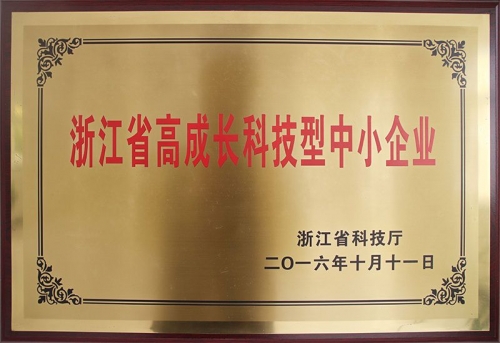 浙江省高成长科技型中小企业
浙江省科技厅
二〇一六年十月十一日